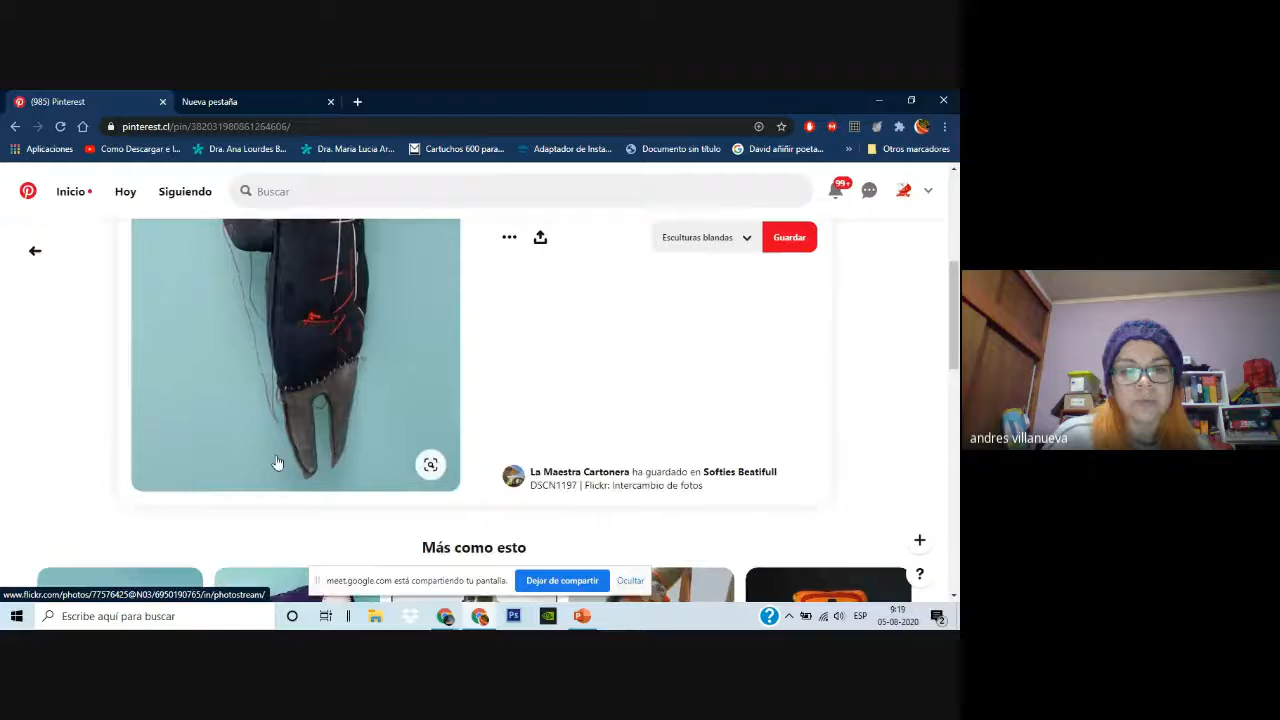 (985) Pinterest
Nueva pestaña
pinterest.cl/pin/382031980861264606/
Aplicaciones
Como Descargar e l...
Dra. Ana Lourdes B...
Dra. Maria Lucia Ar...
Cartuchos 600 para...
Adaptador de Insta...
Documento sin título
David añiñir poeta...
»
Otros marcadores
Inicio
Hoy
Siguiendo
Buscar
99+
Esculturas blandas
Guardar
La Maestra Cartonera ha guardado en Softies Beatifull
DSCN1197 | Flickr: Intercambio de fotos
Más como esto
meet.google.com está compartiendo tu pantalla.
Dejar de compartir
Ocultar
www.flickr.com/photos/77576425@N03/6950190765/in/photostream/
Escribe aquí para buscar
ESP
9:19
05-08-2020
andres villanueva